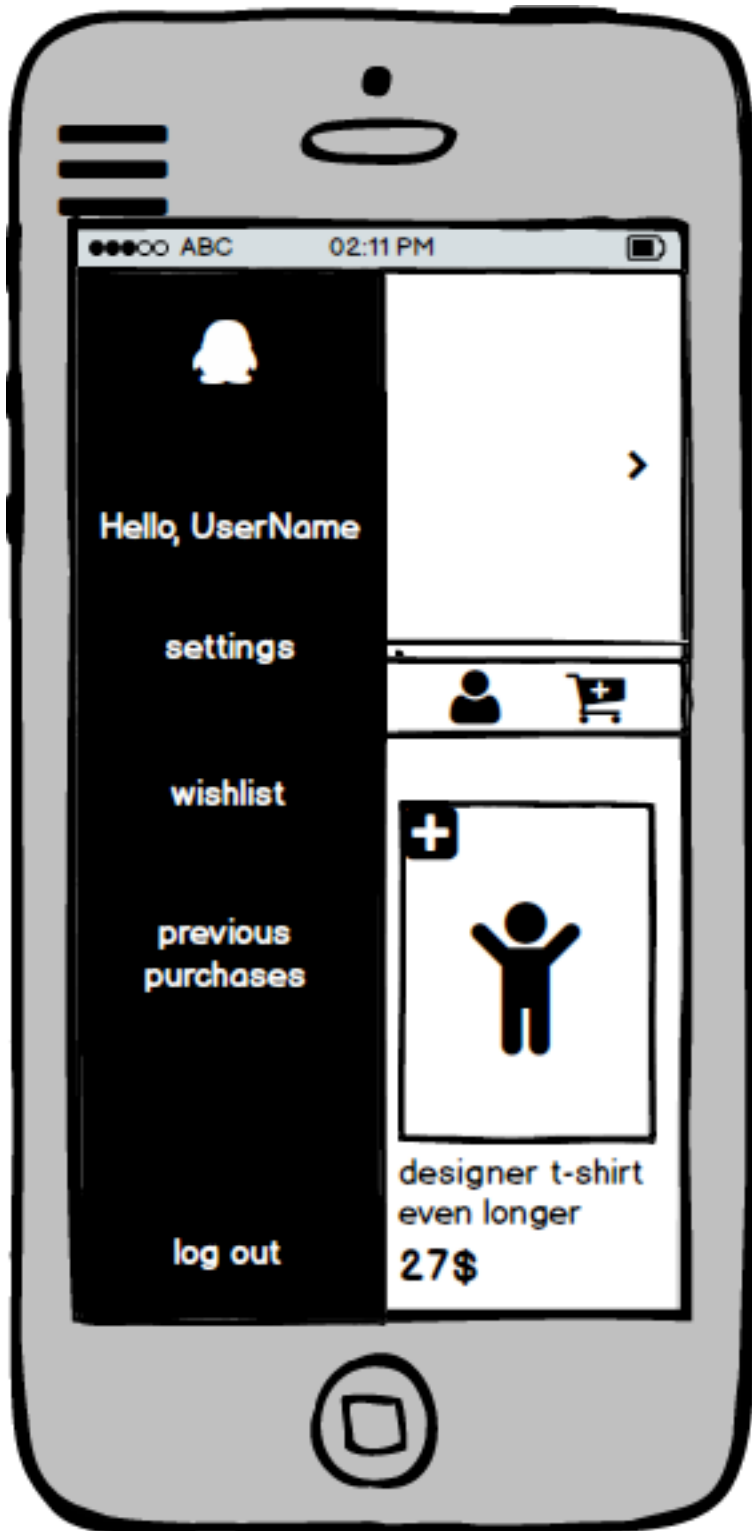 ABC 02:11 PM
Hello, UserName
settings
wishlist
previous
purchases
log out
designer t-shirt
even longer
27$